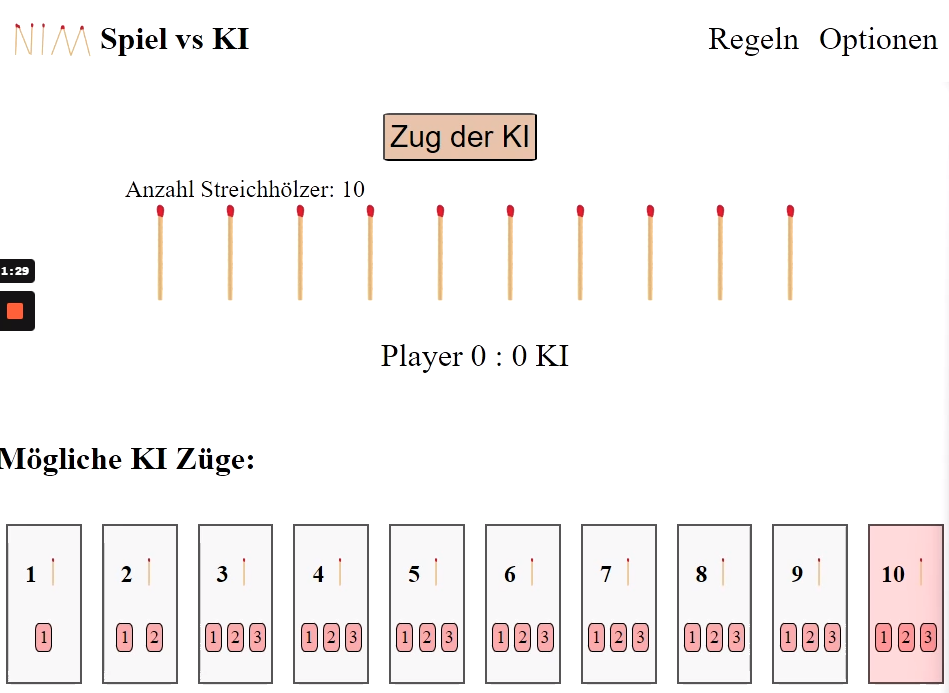 NIM Spiel vs KI Regeln Optionen
Zug der KI
Anzahl Streichhölzer: 10
1:29
Player 0 : 0 KI
Mögliche KI Züge:
1 2 3 4 5 6 7 8 9 10
1 1 2 1 2 3 1 2 3 1 2 3 1 2 3 1 2 3 1 2 3 1 2 3 1 2 3